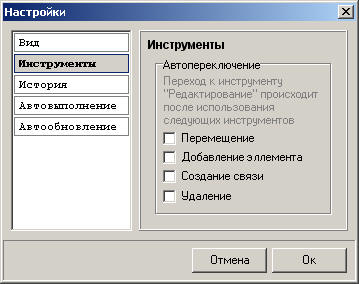 Настройки
Вид
Инструменты
История
Автовыполнение
Автообновление
Инструменты
Автопереключение
Переход к инструменту
"Редактирование" происходит
после использования
следующих инструментов
Перемещение
Добавление эллемента
Создание связи
Удаление
Отмена
Ок